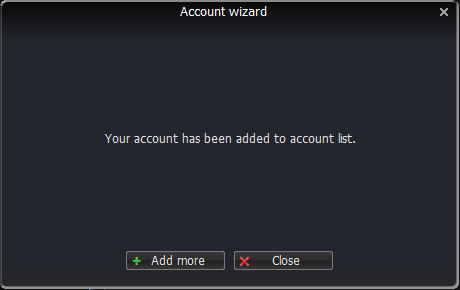 Account wizard
Your account has been added to account list.
Add more
Close